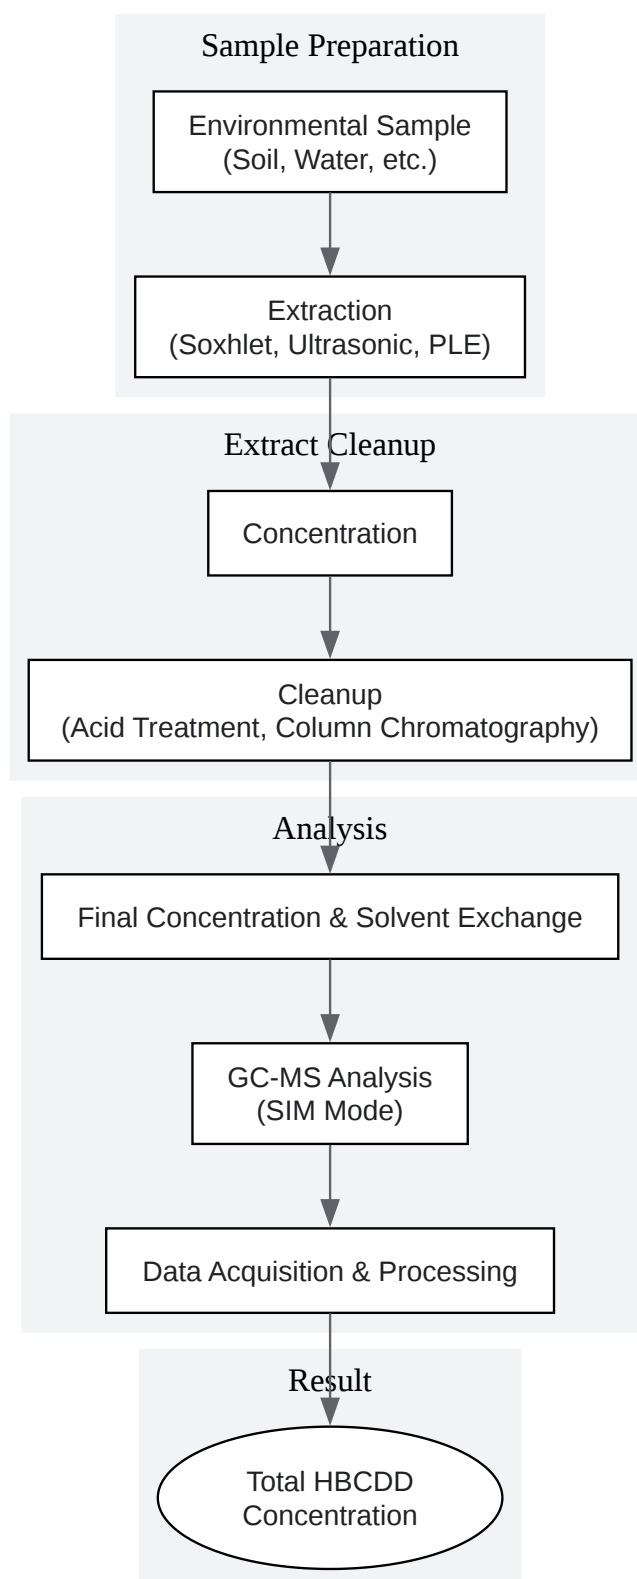 Sample Preparation
Environmental Sample
(Soil, Water, etc.)
Extraction
(Soxhlet, Ultrasonic, PLE)
Extract Cleanup
Concentration
Cleanup
(Acid Treatment, Column Chromatography)
Analysis
Final Concentration & Solvent Exchange
GC-MS Analysis
(SIM Mode)
Data Acquisition & Processing
Result
Total HBCDD
Concentration